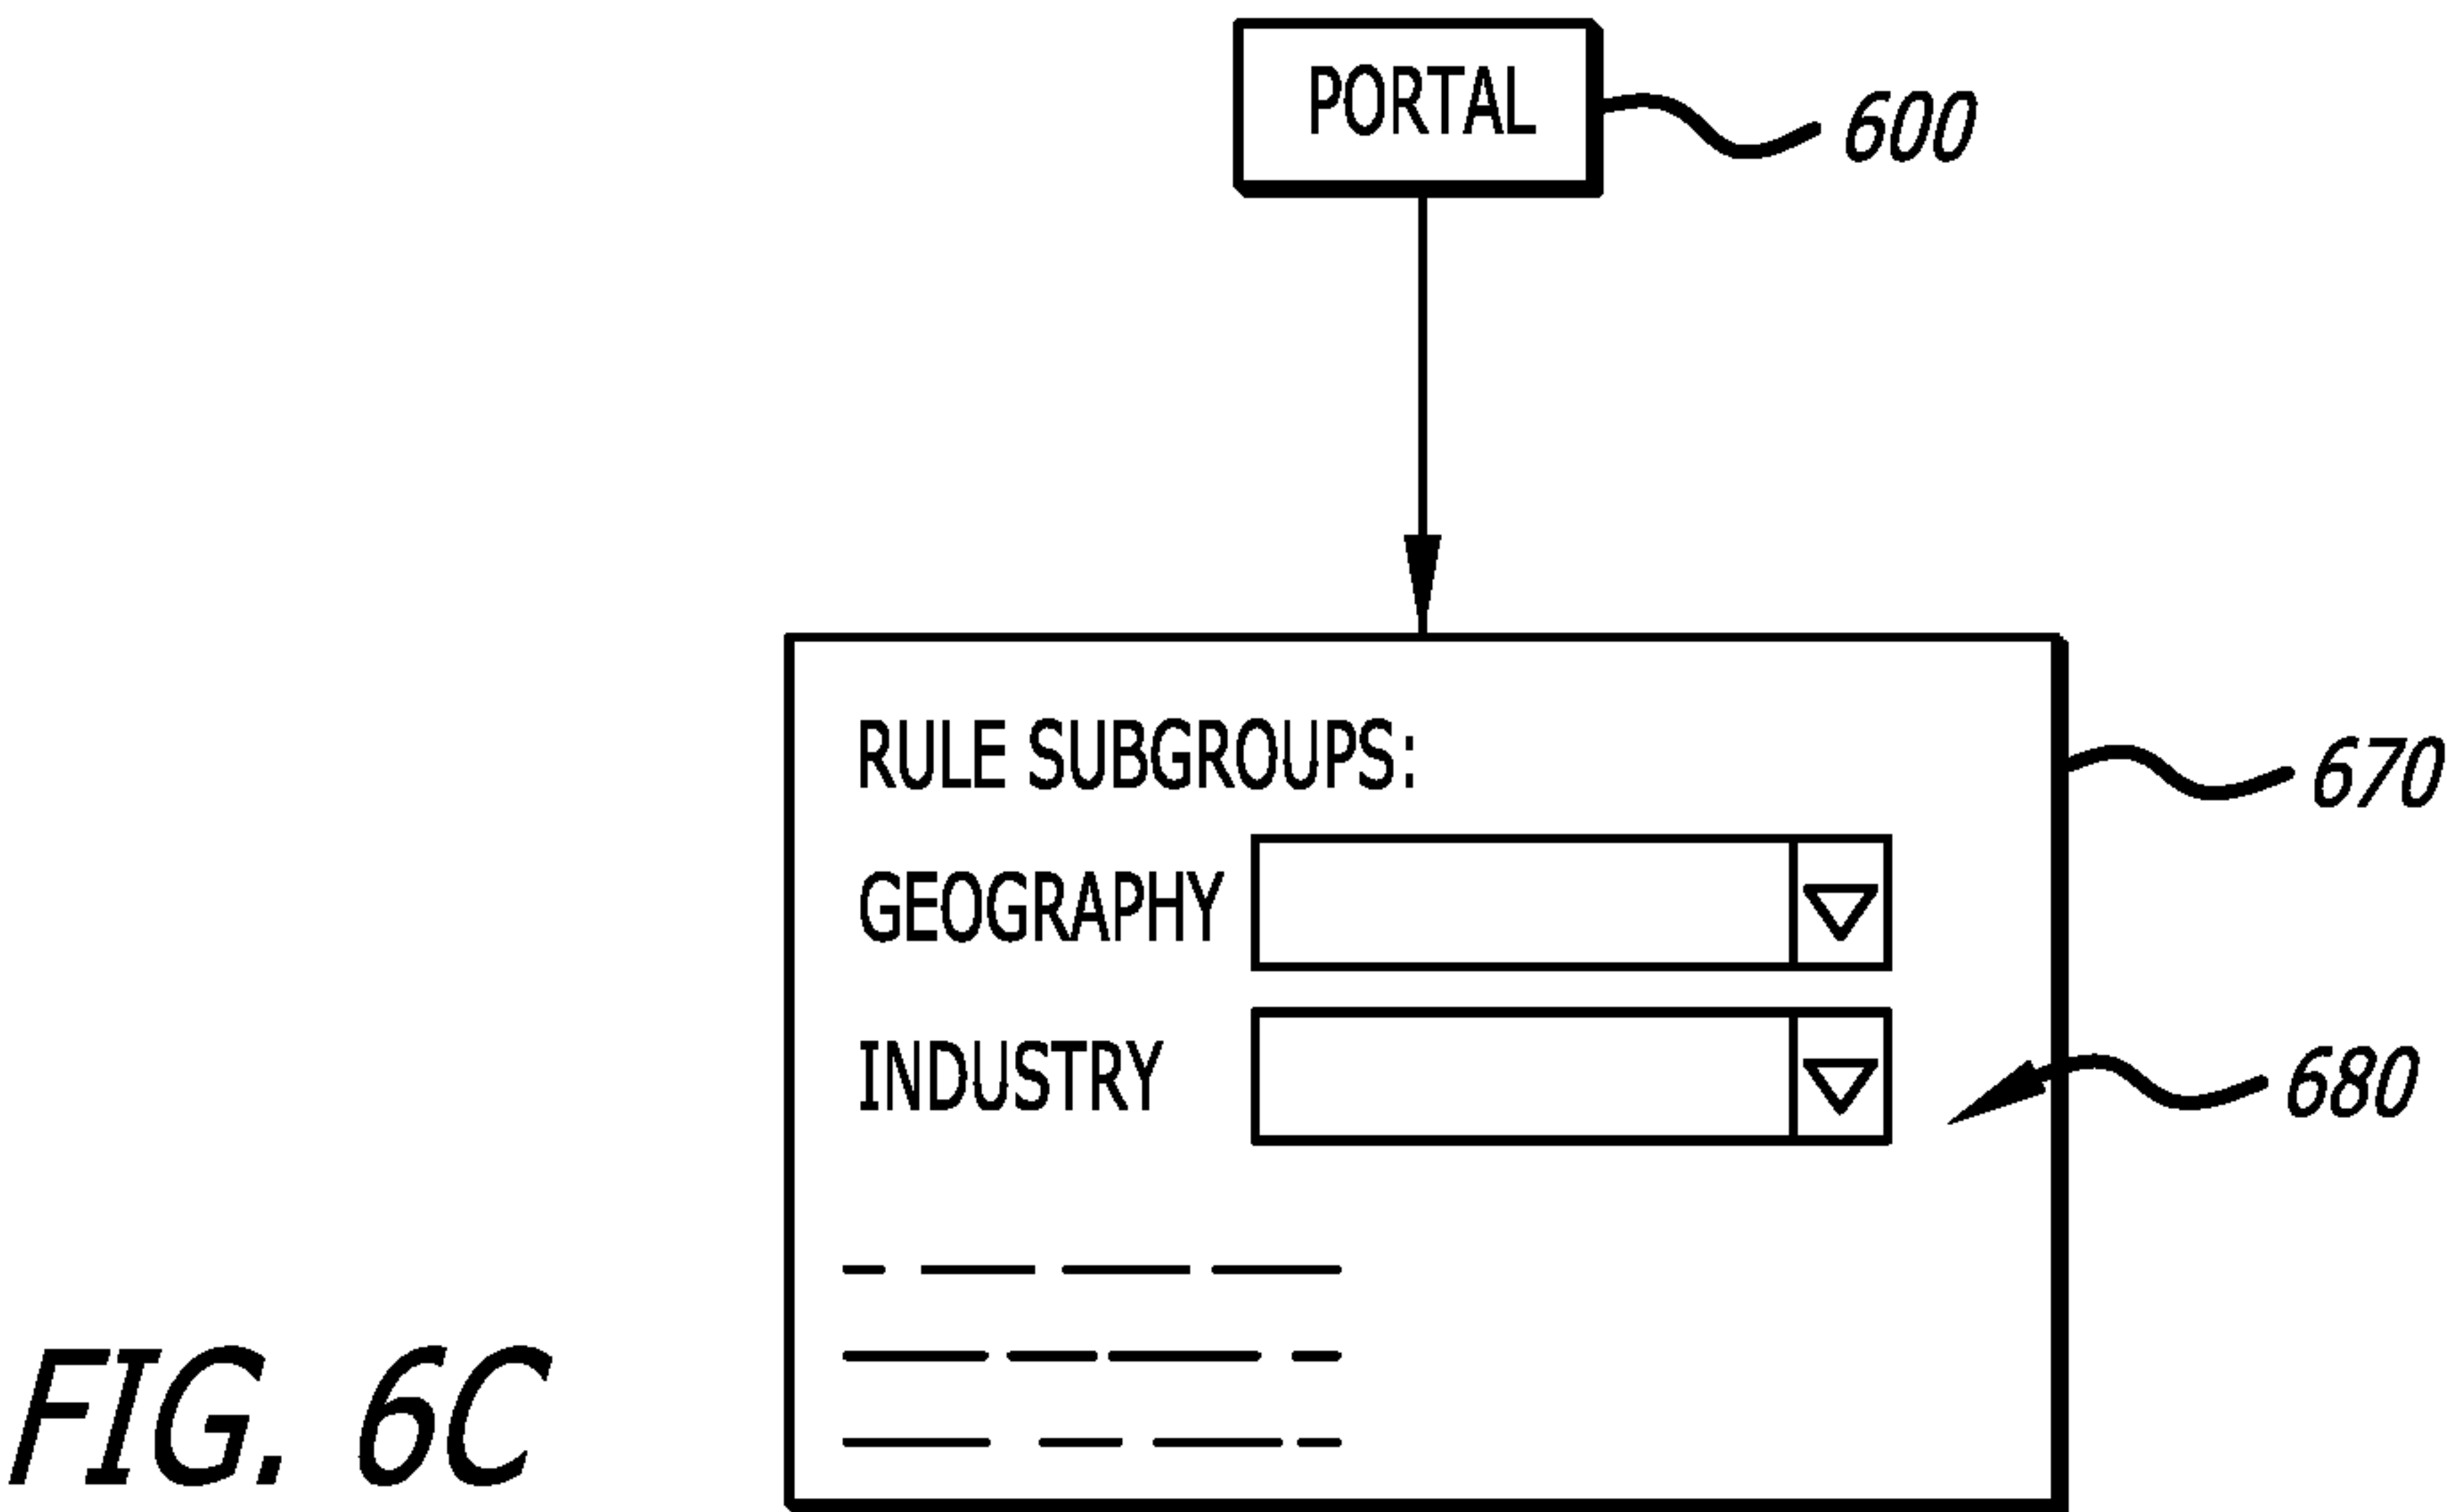 PORTAL
600
RULE SUBGROUPS:
670
GEOGRAPHY
INDUSTRY
680
FIG. 6C